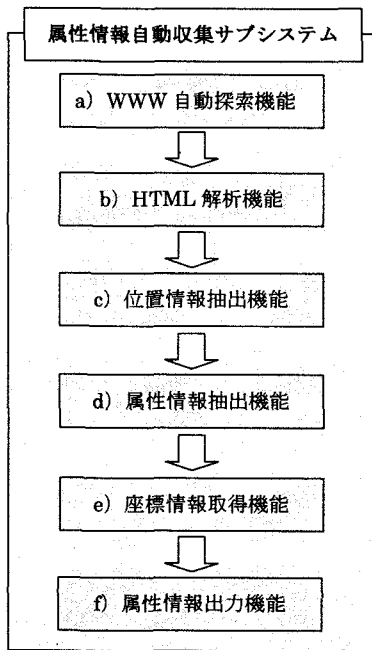 属性情報自動収集サブシステム
a) WWW 自動探索機能
b) HTML 解析機能
c) 位置情報抽出機能
d) 属性情報抽出機能
e) 座標情報取得機能
f) 属性情報出力機能